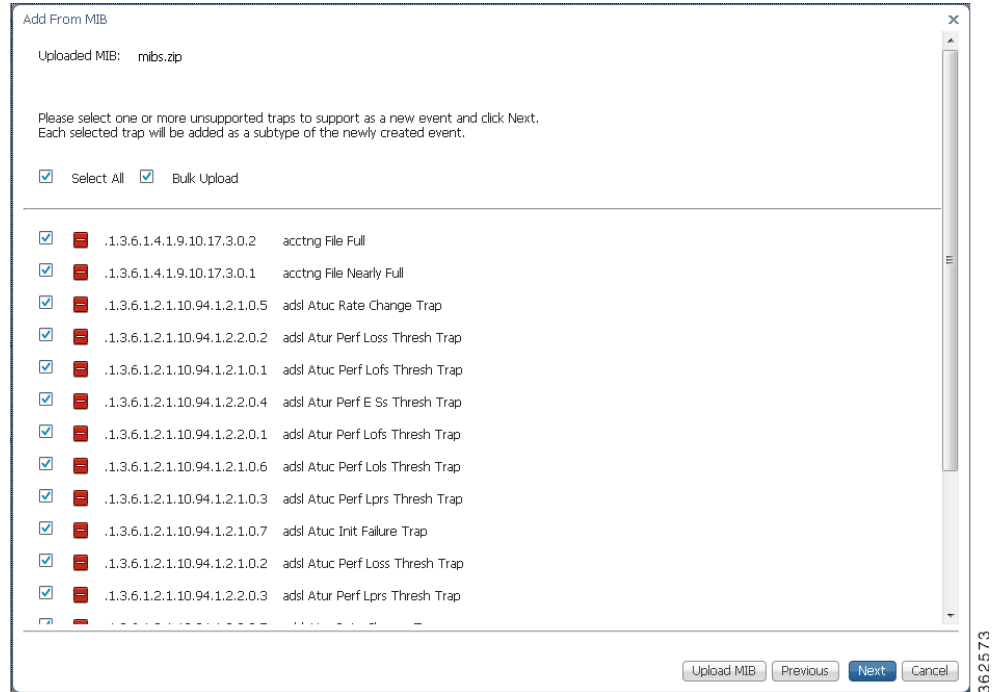 Add From MIB
Uploaded MIB: mibs.zip
Please select one or more unsupported traps to support as a new event and click Next.
Each selected trap will be added as a subtype of the newly created event.
Select All Bulk Upload
.1.3.6.1.4.1.9.10.17.3.0.2 acctng File Full
.1.3.6.1.4.1.9.10.17.3.0.1 acctng File Nearly Full
.1.3.6.1.2.1.10.94.1.2.1.0.5 adsl Atuc Rate Change Trap
.1.3.6.1.2.1.10.94.1.2.2.0.2 adsl Atur Perf Loss Thresh Trap
.1.3.6.1.2.1.10.94.1.2.1.0.1 adsl Atuc Perf Lofs Thresh Trap
.1.3.6.1.2.1.10.94.1.2.2.0.4 adsl Atur Perf E Ss Thresh Trap
.1.3.6.1.2.1.10.94.1.2.2.0.1 adsl Atur Perf Lofs Thresh Trap
.1.3.6.1.2.1.10.94.1.2.1.0.6 adsl Atuc Perf Lols Thresh Trap
.1.3.6.1.2.1.10.94.1.2.1.0.3 adsl Atuc Perf Lprs Thresh Trap
.1.3.6.1.2.1.10.94.1.2.1.0.7 adsl Atuc Init Failure Trap
.1.3.6.1.2.1.10.94.1.2.1.0.2 adsl Atuc Perf Loss Thresh Trap
.1.3.6.1.2.1.10.94.1.2.2.0.3 adsl Atur Perf Lprs Thresh Trap
Upload MIB Previous Next Cancel
362573